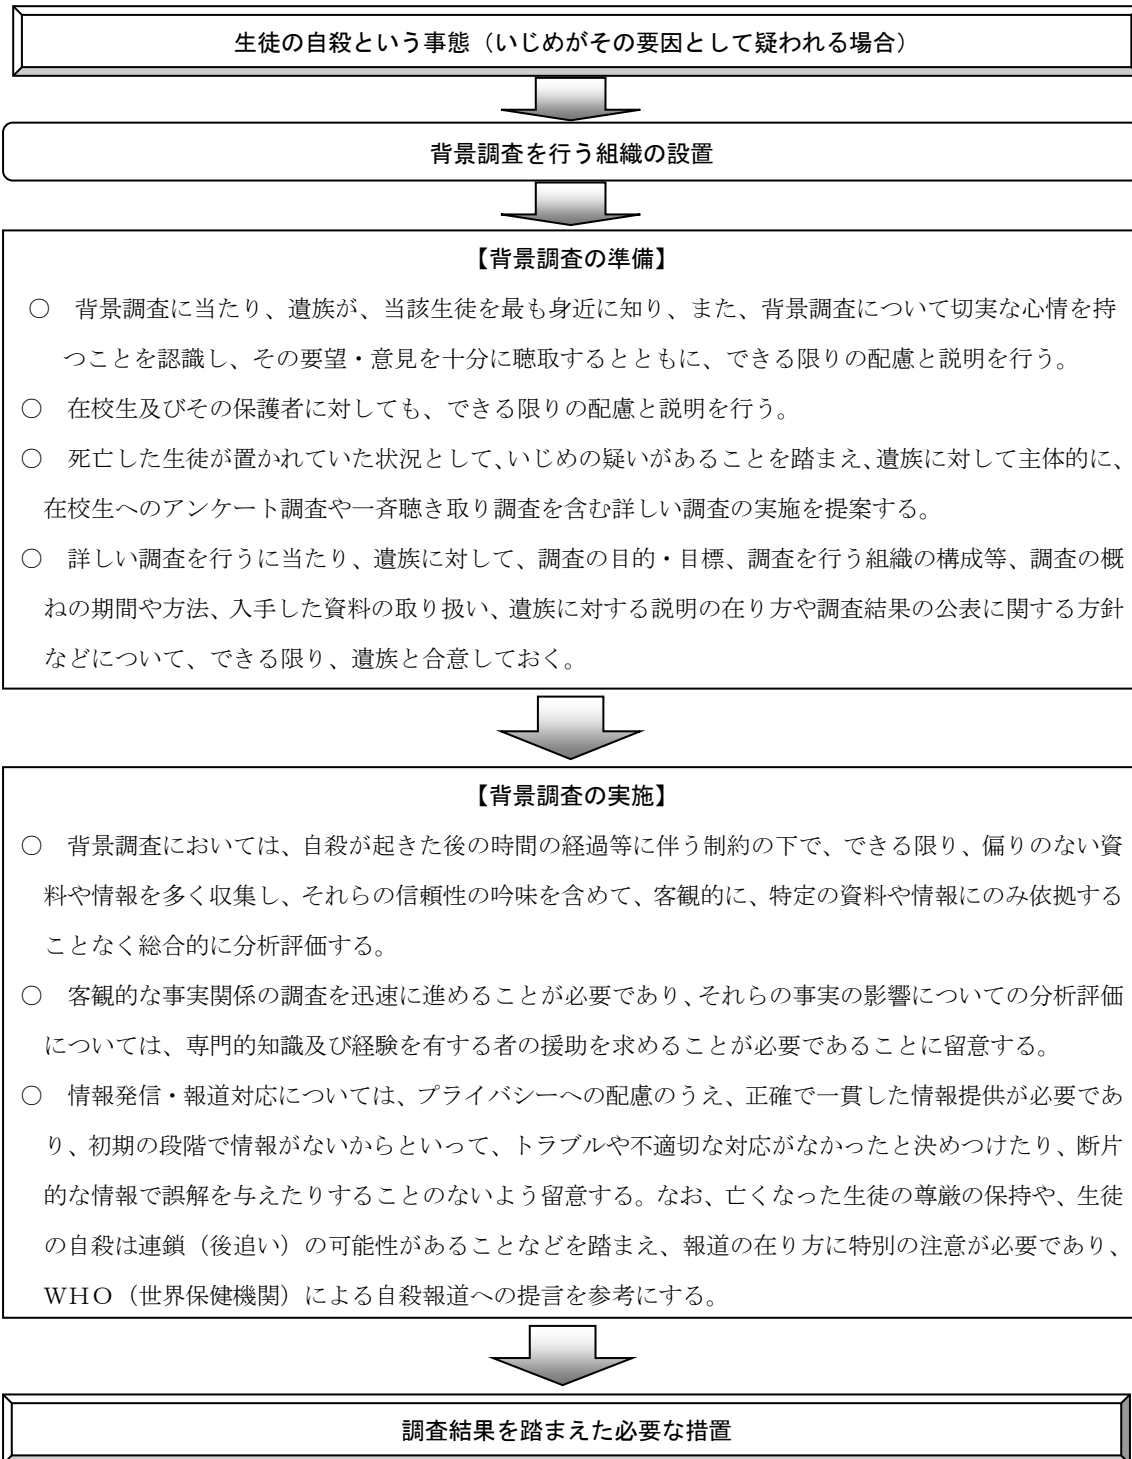 生徒の自殺という事態（いじめがその要因として疑われる場合）
背景調査を行う組織の設置
【背景調査の準備】
○　背景調査に当たり、遺族が、当該生徒を最も身近に知り、また、背景調査について切実な心情を持
つことを認識し、その要望・意見を十分に聴取するとともに、できる限りの配慮と説明を行う。
○　在校生及びその保護者に対しても、できる限りの配慮と説明を行う。
○　死亡した生徒が置かれていた状況として、いじめの疑いがあることを踏まえ、遺族に対して主体的に、
在校生へのアンケート調査や一斉聴き取り調査を含む詳しい調査の実施を提案する。
○　詳しい調査を行うに当たり、遺族に対して、調査の目的・目標、調査を行う組織の構成等、調査の概
ねの期間や方法、入手した資料の取り扱い、遺族に対する説明の在り方や調査結果の公表に関する方針
などについて、できる限り、遺族と合意しておく。
【背景調査の実施】
○　背景調査においては、自殺が起きた後の時間の経過等に伴う制約の下で、できる限り、偏りのない資
料や情報を多く収集し、それらの信頼性の吟味を含めて、客観的に、特定の資料や情報にのみ依拠する
ことなく総合的に分析評価する。
○　客観的な事実関係の調査を迅速に進めることが必要であり、それらの事実の影響についての分析評価
については、専門的知識及び経験を有する者の援助を求めることが必要であることに留意する。
○　情報発信・報道対応については、プライバシーへの配慮のうえ、正確で一貫した情報提供が必要であ
り、初期の段階で情報がないからといって、トラブルや不適切な対応がなかったと決めつけたり、断片
的な情報で誤解を与えたりすることのないよう留意する。なお、亡くなった生徒の尊厳の保持や、生徒
の自殺は連鎖（後追い）の可能性があることなどを踏まえ、報道の在り方に特別の注意が必要であり、
ＷＨＯ（世界保健機関）による自殺報道への提言を参考にする。
調査結果を踏まえた必要な措置